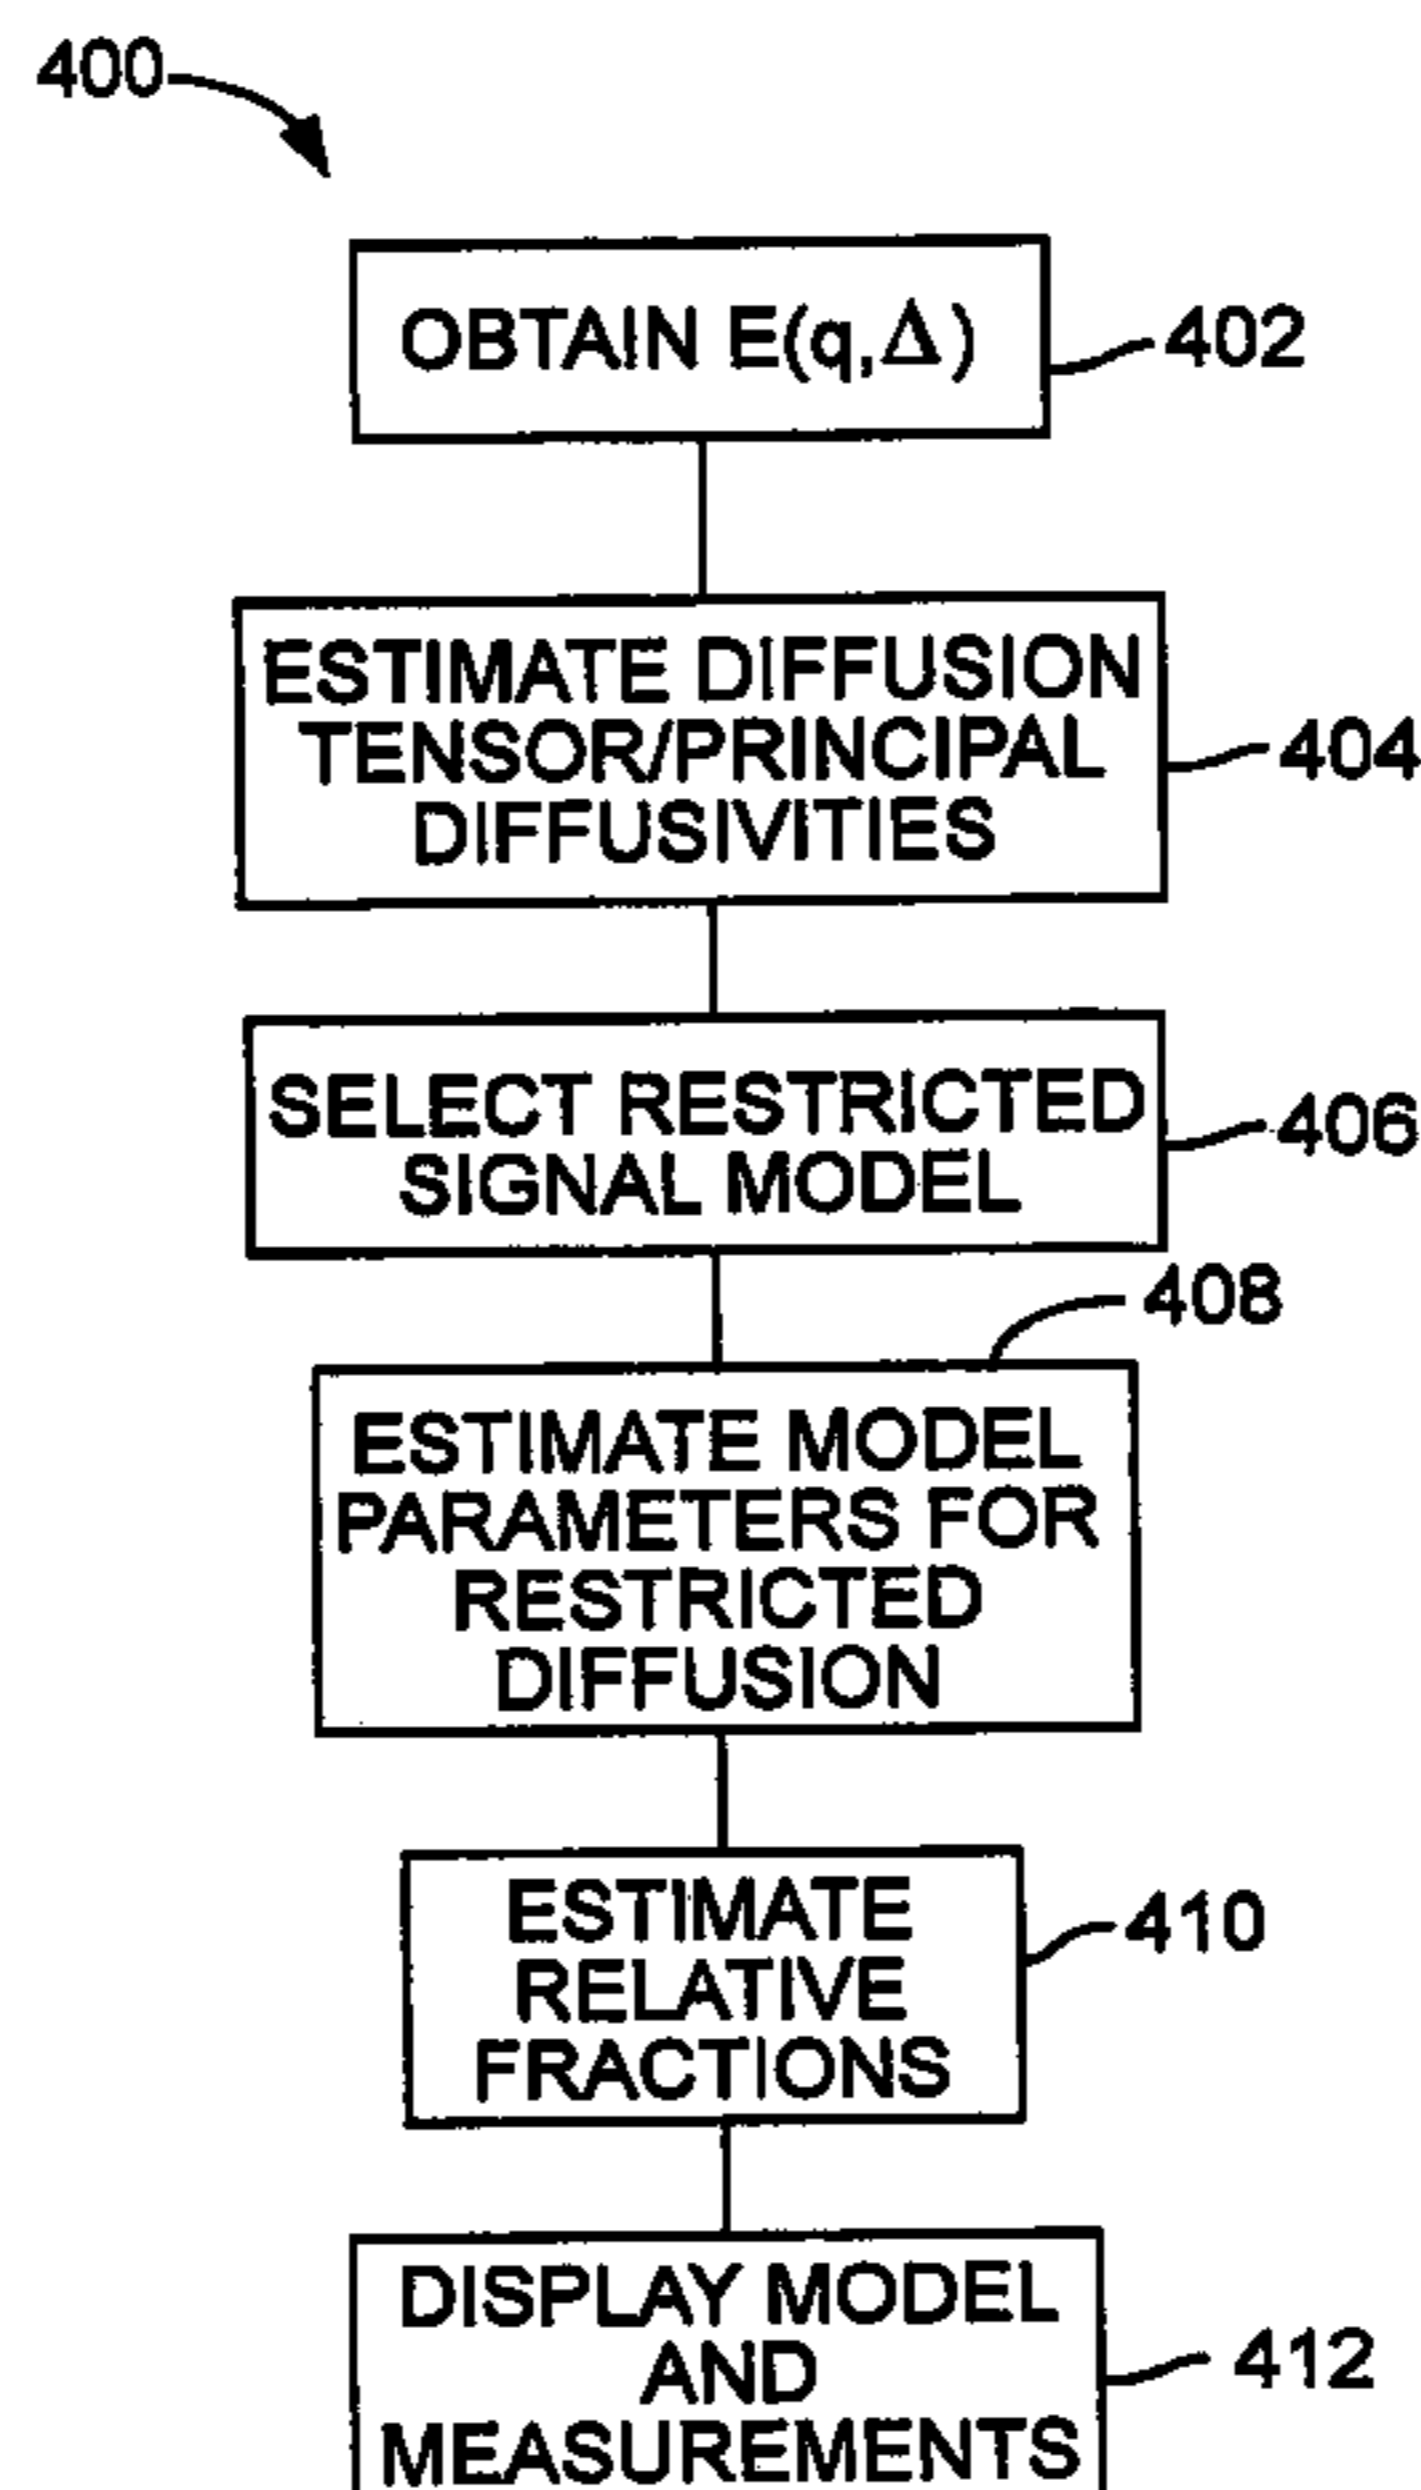 400
OBTAIN E(q,Δ)
402
ESTIMATE DIFFUSION
TENSOR/PRINCIPAL
DIFFUSIVITIES
404
SELECT RESTRICTED
SIGNAL MODEL
406
408
ESTIMATE MODEL
PARAMETERS FOR
RESTRICTED
DIFFUSION
ESTIMATE
RELATIVE
FRACTIONS
410
DISPLAY MODEL
AND
MEASUREMENTS
412